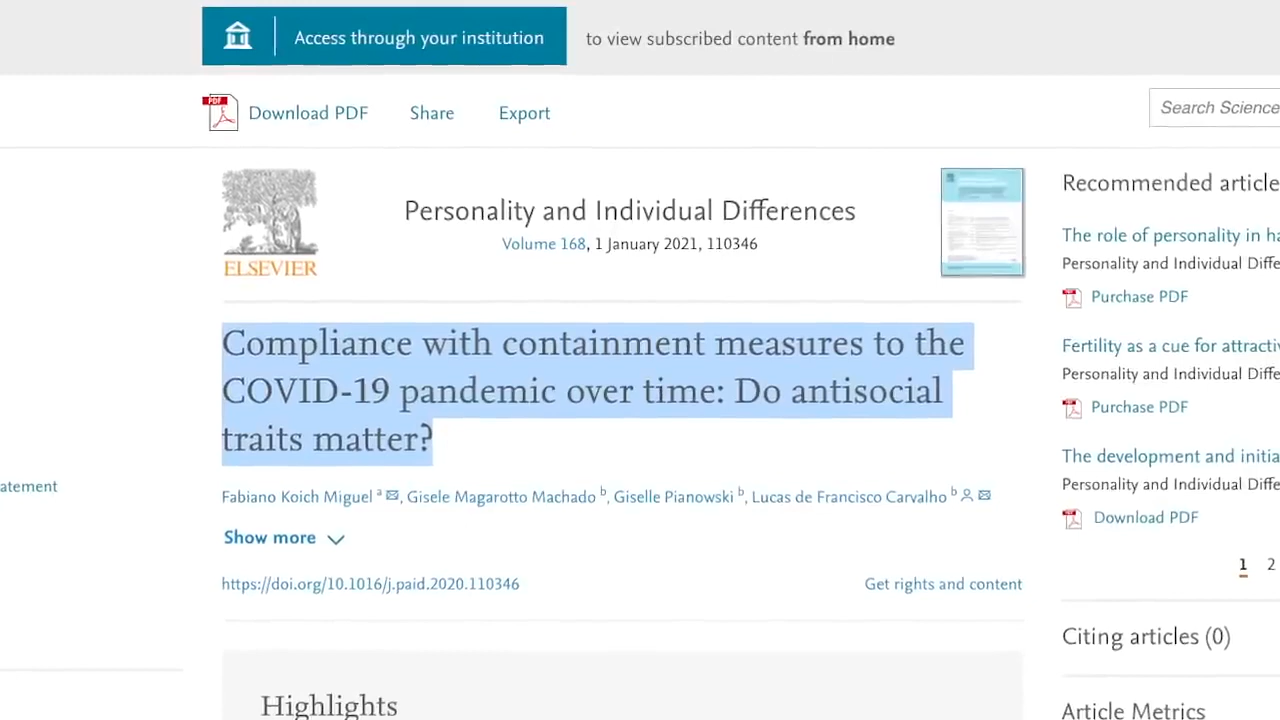 Access through your institution to view subscribed content from home
PDF
Download PDF Share Export
Search Science
ELSEVIER
Personality and Individual Differences
Volume 168, 1 January 2021, 110346
Compliance with containment measures to the
COVID-19 pandemic over time: Do antisocial
traits matter?
Fabiano Koich Miguel a, Gisele Magarotto Machado b, Giselle Pianowski b, Lucas de Francisco Carvalho b
Show more
https://doi.org/10.1016/j.paid.2020.110346
Get rights and content
Highlights
atement
Recommended article
The role of personality in ha
Personality and Individual Diffe
Purchase PDF
Fertility as a cue for attracti
Personality and Individual Diffe
Purchase PDF
The development and initia
Personality and Individual Diffe
Download PDF
1 2
Citing articles (0)
Article Metrics